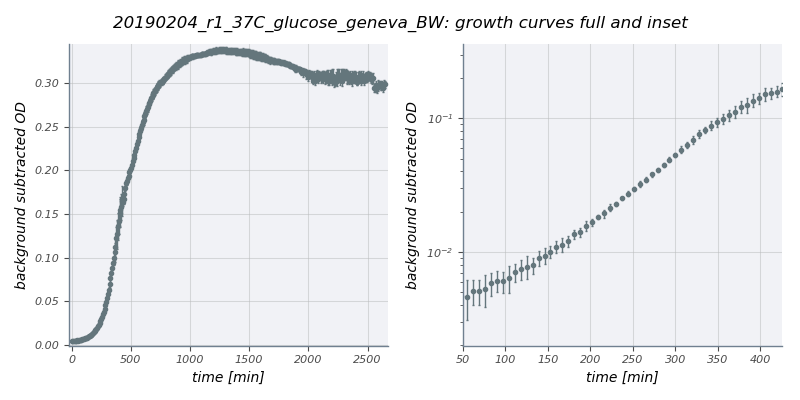 20190204_r1_37C_glucose_geneva_BW: growth curves full and inset
background subtracted OD
0.30
0.25
0.20
0.15
0.10
0.05
0.00
0 500 1000 1500 2000 2500
time [min]
background subtracted OD
10⁻¹
10⁻²
50 100 150 200 250 300 350 400
time [min]